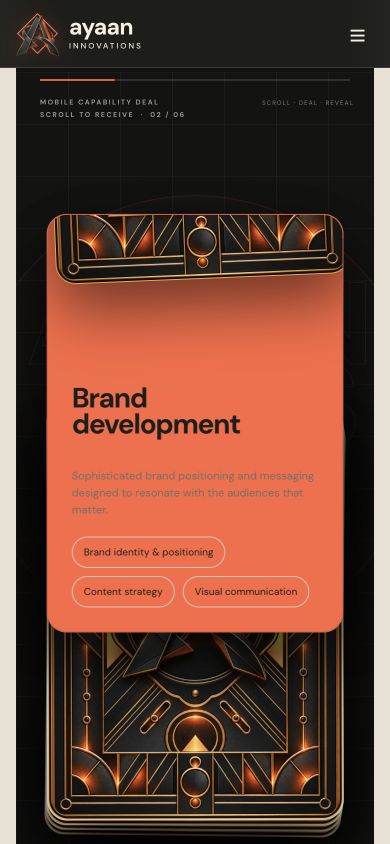 ayaan
INNOVATIONS
MOBILE CAPABILITY DEAL
SCROLL TO RECEIVE · 02 / 06
SCROLL · DEAL · REVEAL
Brand
development
Sophisticated brand positioning and messaging
designed to resonate with the audiences that
matter.
Brand identity & positioning
Content strategy
Visual communication